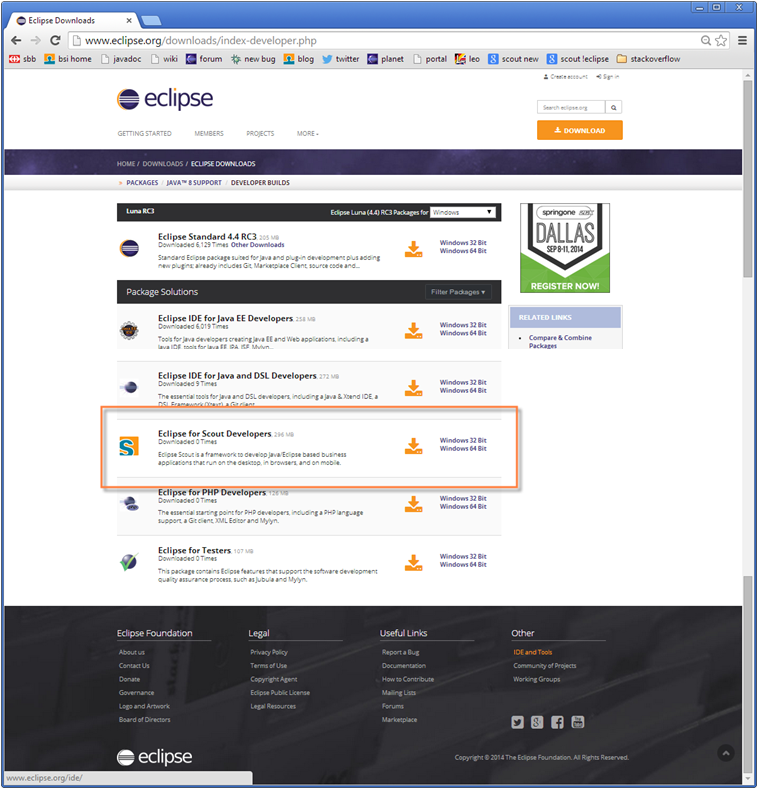 Eclipse Downloads
www.eclipse.org/downloads/index-developer.php
sbb bsi home javadoc wiki forum new bug blog twitter planet portal leo scout new scout !eclipse stackoverflow
Create account Sign in
eclipse
Search eclipse.org
GETTING STARTED MEMBERS PROJECTS MORE
DOWNLOAD
HOME / DOWNLOADS / ECLIPSE DOWNLOADS
> PACKAGES / JAVA™ 8 SUPPORT / DEVELOPER BUILDS
Luna RC3 Eclipse Luna (4.4) RC3 Packages for Windows
Eclipse Standard 4.4 RC3, 205 MB
Downloaded 6,129 Times Other Downloads
Standard Eclipse package suited for Java and plug-in development plus adding
new plugins; already includes Git, Marketplace Client, source code and...
Windows 32 Bit
Windows 64 Bit
springone 2GX
DALLAS
SEP 8-11, 2014
REGISTER NOW!
Package Solutions Filter Packages
Eclipse IDE for Java EE Developers, 258 MB
Downloaded 6,019 Times
Tools for Java developers creating Java EE and Web applications, including a
Java IDE, tools for Java EE, JPA, JSF, Mylyn...
Windows 32 Bit
Windows 64 Bit
RELATED LINKS
Compare & Combine
Packages
Eclipse IDE for Java and DSL Developers, 272 MB
Downloaded 9 Times
The essential tools for Java and DSL developers, including a Java & Xtend IDE, a
DSL Framework (Xtext), a Git client
Windows 32 Bit
Windows 64 Bit
Eclipse for Scout Developers, 296 MB
Downloaded 0 Times
Eclipse Scout is a framework to develop Java/Eclipse based business
applications that run on the desktop, in browsers, and on mobile.
Windows 32 Bit
Windows 64 Bit
Eclipse for PHP Developers, 126 MB
Downloaded 0 Times
The essential starting point for PHP developers, including a PHP language
support, a Git client, XML Editor and Mylyn.
Windows 32 Bit
Windows 64 Bit
Eclipse for Testers, 107 MB
Downloaded 0 Times
This package contains Eclipse features that support the software development
quality assurance process, such as Jubula and Mylyn.
Windows 32 Bit
Windows 64 Bit
Eclipse Foundation
About us
Contact Us
Donate
Governance
Logo and Artwork
Board of Directors
Legal
Privacy Policy
Terms of Use
Copyright Agent
Eclipse Public License
Legal Resources
Useful Links
Report a Bug
Documentation
How to Contribute
Mailing Lists
Forums
Marketplace
Other
IDE and Tools
Community of Projects
Working Groups
eclipse
Copyright © 2014 The Eclipse Foundation. All Rights Reserved.
www.eclipse.org/ide/